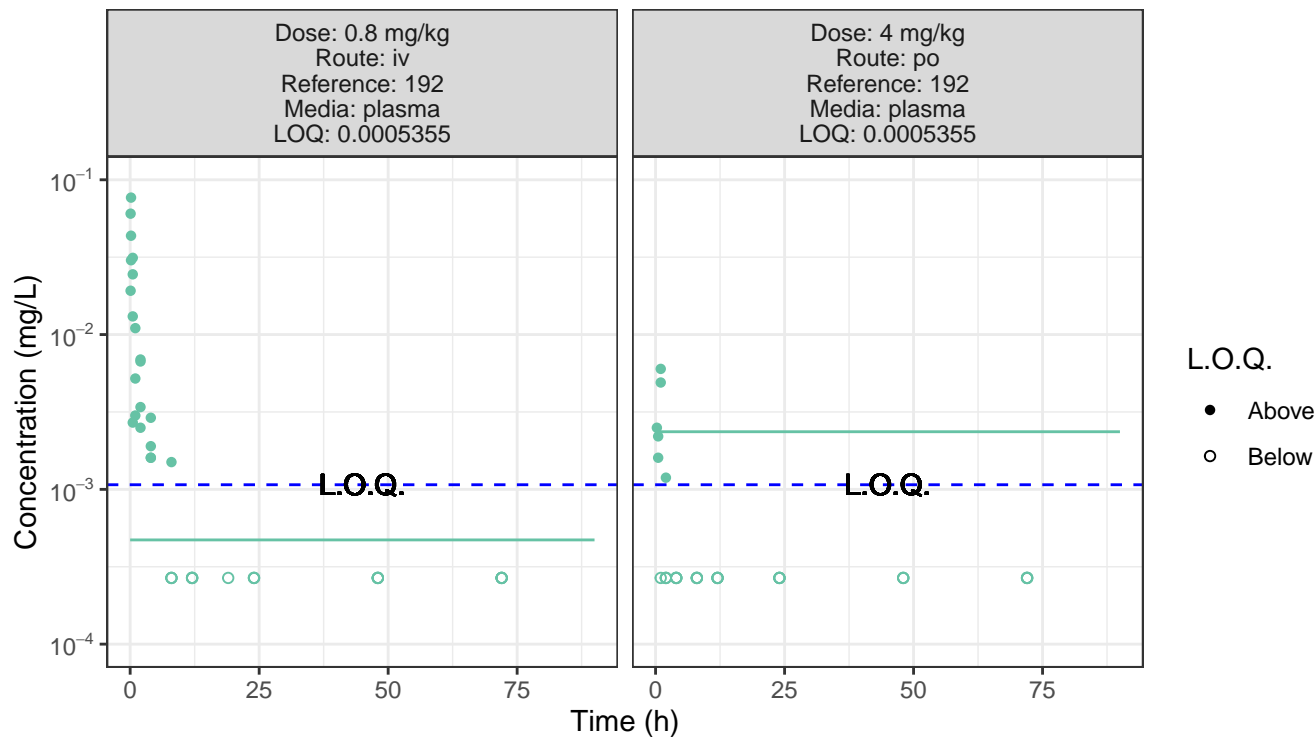 Dose: 0.8 mg/kg
Route: iv
Reference: 192
Media: plasma
LOQ: 0.0005355
Dose: 4 mg/kg
Route: po
Reference: 192
Media: plasma
LOQ: 0.0005355
Concentration (mg/L)
10⁻¹
10⁻²
10⁻³
10⁻⁴
L.O.Q.
L.O.Q.
0 25 50 75
0 25 50 75
Time (h)
L.O.Q.
Above
Below